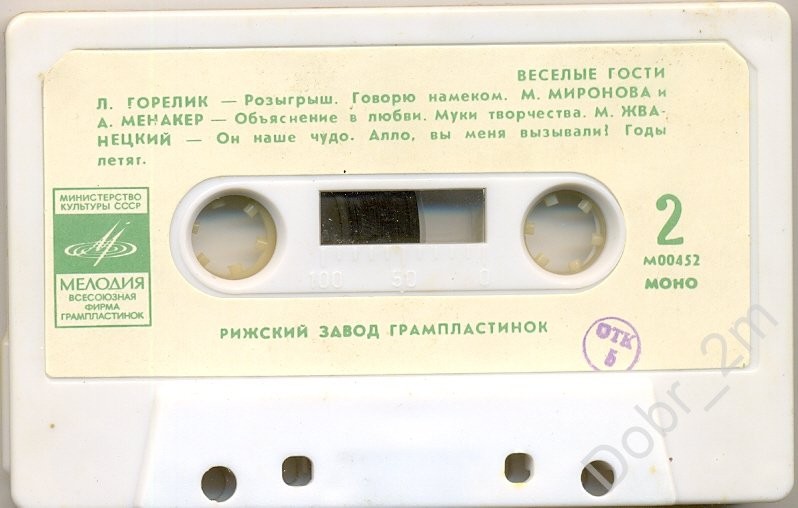 ВЕСЕЛЫЕ ГОСТИ
Л. ГОРЕЛИК — Розыгрыш. Говорю намеком. М. МИРОНОВА и
А. МЕНАКЕР — Объяснение в любви. Муки творчества. М. ЖВА-
НЕЦКИЙ — Он наше чудо. Алло, вы меня вызывали? Годы
летят.
МИНИСТЕРСТВО
КУЛЬТУРЫ СССР
МЕЛОДИЯ
ВСЕСОЮЗНАЯ
ФИРМА
ГРАМПЛАСТИНОК
2
М00452
МОНО
100 50 0
РИЖСКИЙ ЗАВОД ГРАМПЛАСТИНОК
ОТК
5
Dobr_2m